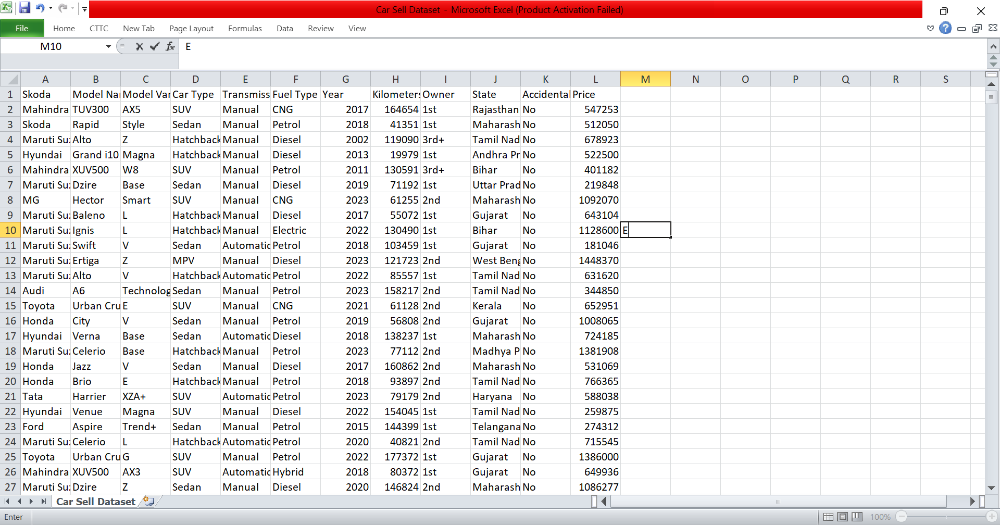 Car Sell Dataset - Microsoft Excel (Product Activation Failed)
File Home CTTC New Tab Page Layout Formulas Data Review View
M10 fx E
A B C D E F G H I J K L M N O P Q R S
1 Skoda Model Nar Model Var Car Type Transmiss Fuel Type Year Kilometers Owner State Accidental Price
2 Mahindra TUV300 AX5 SUV Manual CNG 2017 164654 1st Rajasthan No 547253
3 Skoda Rapid Style Sedan Manual Petrol 2018 41351 1st Maharash No 512050
4 Maruti Suz Alto Z Hatchback Manual Diesel 2002 119090 3rd+ Tamil Nad No 678923
5 Hyundai Grand i10 Magna Hatchback Manual Diesel 2013 19979 1st Andhra Pr No 522500
6 Mahindra XUV500 W8 SUV Manual Petrol 2011 130591 3rd+ Bihar No 401182
7 Maruti Suz Dzire Base Sedan Manual Diesel 2019 71192 1st Uttar Prad No 219848
8 MG Hector Smart SUV Manual CNG 2023 61255 2nd Maharash No 1092070
9 Maruti Suz Baleno L Hatchback Manual Diesel 2017 55072 1st Gujarat No 643104
10 Maruti Suz Ignis L Hatchback Manual Electric 2022 130490 1st Bihar No 1128600 E
11 Maruti Suz Swift V Sedan Automatic Petrol 2018 103459 1st Gujarat No 181046
12 Maruti Suz Ertiga Z MPV Manual Diesel 2023 121723 2nd West Beng No 1448370
13 Maruti Suz Alto V Hatchback Automatic Petrol 2022 85557 1st Tamil Nad No 631620
14 Audi A6 Technolog Sedan Manual Petrol 2023 158217 2nd Tamil Nad No 344850
15 Toyota Urban Cru E SUV Manual CNG 2021 61128 2nd Kerala No 652951
16 Honda City V Sedan Manual Petrol 2019 56808 2nd Gujarat No 1008065
17 Hyundai Verna Base Sedan Automatic Diesel 2018 138237 1st Maharash No 724185
18 Maruti Suz Celerio Base Hatchback Manual Petrol 2023 77112 2nd Madhya P No 1381908
19 Honda Jazz V Sedan Manual Diesel 2017 160862 2nd Maharash No 531069
20 Honda Brio E Hatchback Manual Petrol 2018 93897 2nd Tamil Nad No 766365
21 Tata Harrier XZA+ SUV Automatic Petrol 2023 79179 2nd Haryana No 588038
22 Hyundai Venue Magna SUV Manual Diesel 2022 154045 1st Tamil Nad No 259875
23 Ford Aspire Trend+ Sedan Manual Petrol 2015 144399 1st Telangana No 274312
24 Maruti Suz Celerio L Hatchback Automatic Petrol 2020 40821 2nd Tamil Nad No 715545
25 Toyota Urban Cru G SUV Manual Petrol 2022 177372 1st Gujarat No 1386000
26 Mahindra XUV500 AX3 SUV Automatic Hybrid 2018 80372 1st Gujarat No 649936
27 Maruti Suz Dzire Z Sedan Manual Diesel 2020 146824 2nd Maharash No 1086277
Car Sell Dataset
Enter 100%